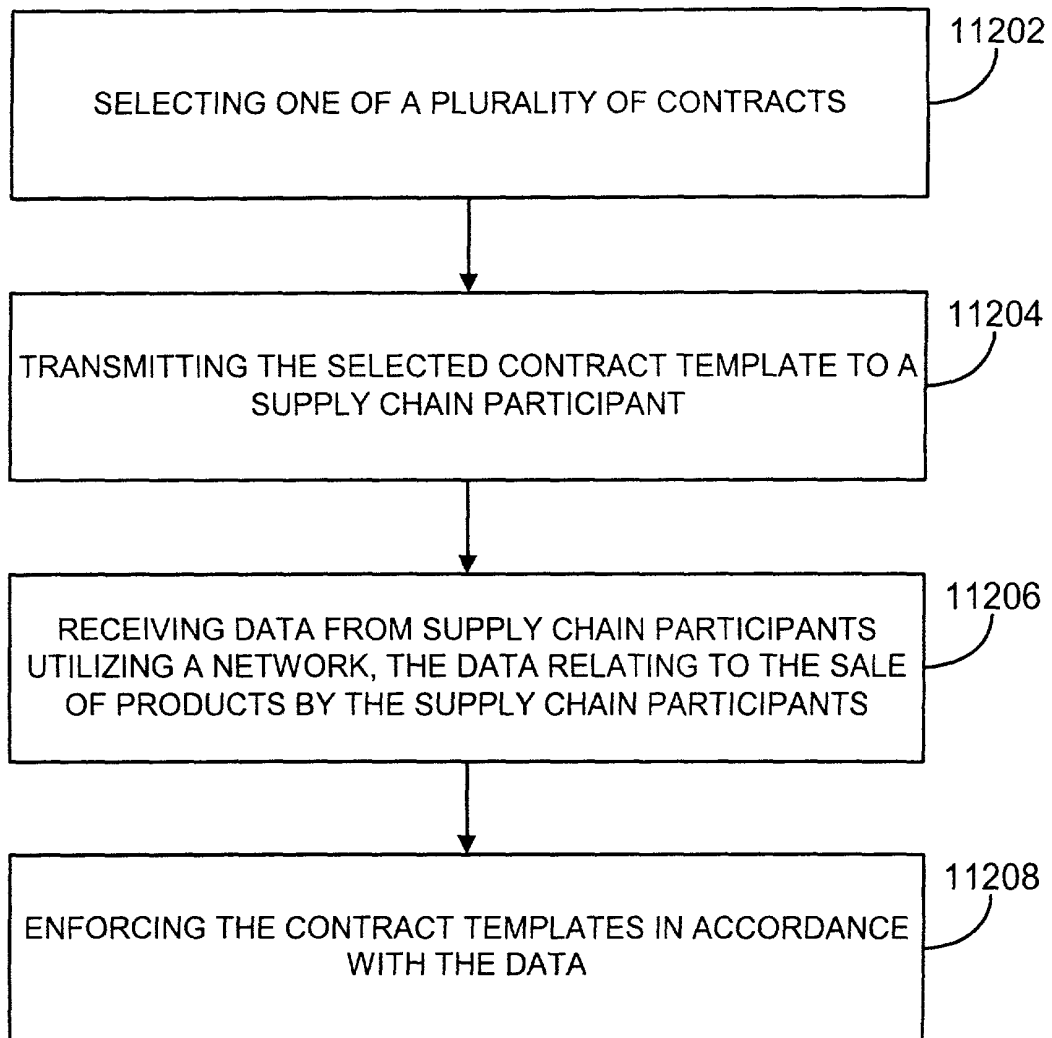 11202
SELECTING ONE OF A PLURALITY OF CONTRACTS
11204
TRANSMITTING THE SELECTED CONTRACT TEMPLATE TO A
SUPPLY CHAIN PARTICIPANT
11206
RECEIVING DATA FROM SUPPLY CHAIN PARTICIPANTS
UTILIZING A NETWORK, THE DATA RELATING TO THE SALE
OF PRODUCTS BY THE SUPPLY CHAIN PARTICIPANTS
11208
ENFORCING THE CONTRACT TEMPLATES IN ACCORDANCE
WITH THE DATA